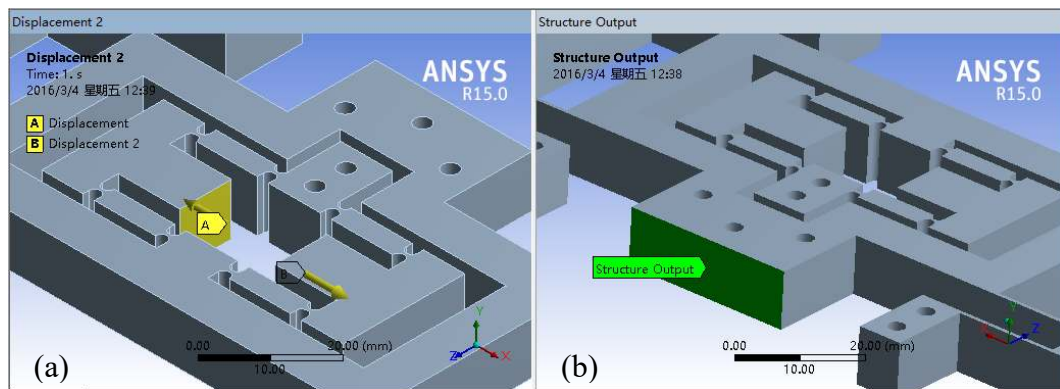 Displacement 2
Displacement 2
Time: 1. s
2016/3/4 星期五 12:39
A Displacement
B Displacement 2
ANSYS
R15.0
A
B
0.00
20.00 (mm)
10.00
Y
Z
X
(a)
Structure Output
Structure Output
2016/3/4 星期五 12:38
ANSYS
R15.0
Structure Output
0.00
20.00 (mm)
10.00
Y
Z
(b)